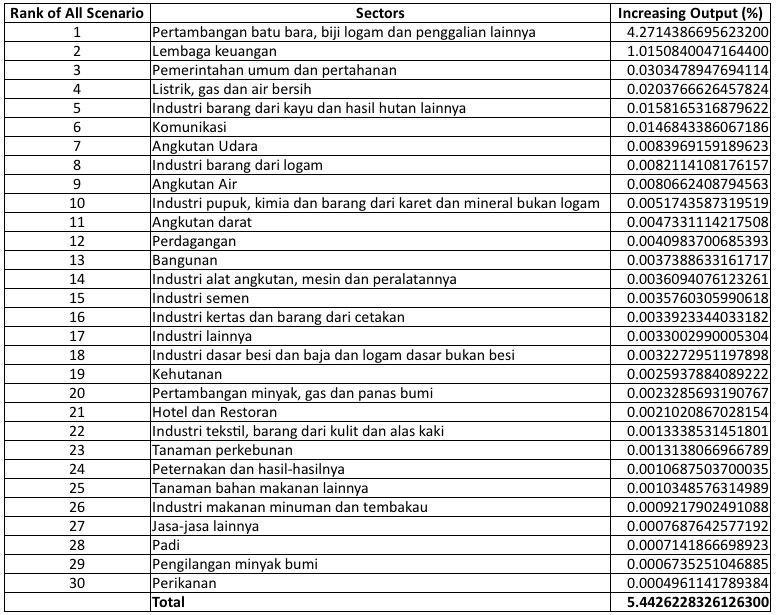 Rank of All Scenario Sectors Increasing Output (%)
1 Pertambangan batu bara, biji logam dan penggalian lainnya 4.2714386695623200
2 Lembaga keuangan 1.0150840047164400
3 Pemerintahan umum dan pertahanan 0.0303478947694114
4 Listrik, gas dan air bersih 0.0203766626457824
5 Industri barang dari kayu dan hasil hutan lainnya 0.0158165316879622
6 Komunikasi 0.0146843386067186
7 Angkutan Udara 0.0083969159189623
8 Industri barang dari logam 0.0082114108176157
9 Angkutan Air 0.0080662408794563
10 Industri pupuk, kimia dan barang dari karet dan mineral bukan logam 0.0051743587319519
11 Angkutan darat 0.0047331114217508
12 Perdagangan 0.0040983700685393
13 Bangunan 0.0037388633161717
14 Industri alat angkutan, mesin dan peralatannya 0.0036094076123261
15 Industri semen 0.0035760305990618
16 Industri kertas dan barang dari cetakan 0.0033923344033182
17 Industri lainnya 0.0033002990005304
18 Industri dasar besi dan baja dan logam dasar bukan besi 0.0032272951197898
19 Kehutanan 0.0025937884089222
20 Pertambangan minyak, gas dan panas bumi 0.0023285693190767
21 Hotel dan Restoran 0.0021020867028154
22 Industri tekstil, barang dari kulit dan alas kaki 0.0013338531451801
23 Tanaman perkebunan 0.0013138066966789
24 Peternakan dan hasil-hasilnya 0.0010687503700035
25 Tanaman bahan makanan lainnya 0.0010348576314989
26 Industri makanan minuman dan tembakau 0.0009217902491088
27 Jasa-jasa lainnya 0.0007687642577192
28 Padi 0.0007141866698923
29 Pengilangan minyak bumi 0.0006735251046885
30 Perikanan 0.0004961141789384
Total 5.4426228326126300